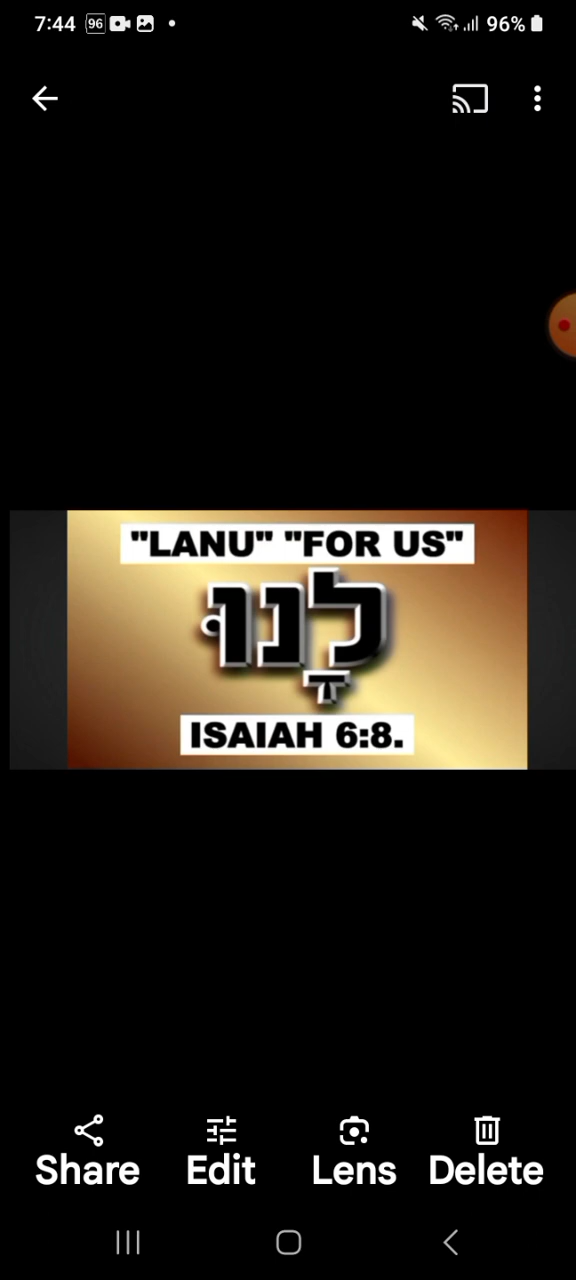 7:44 96 96%
"LANU" "FOR US"
לָנוּ
ISAIAH 6:8.
Share Edit Lens Delete